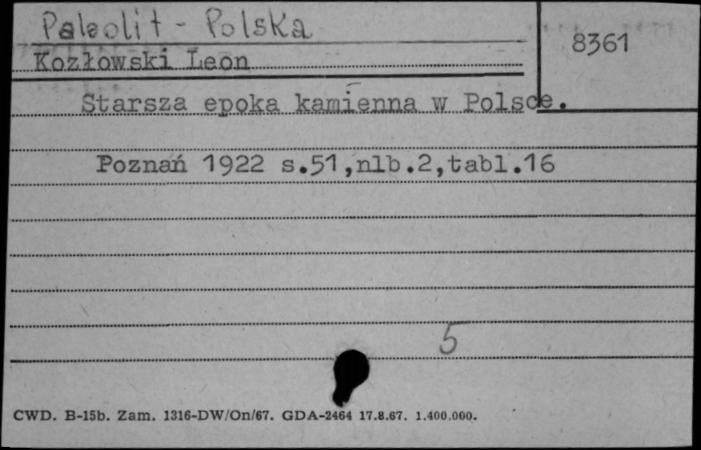 Paleolit - Polska
8361
Kozłowski Leon
Starsza epoka kamienna w Polsce.
Poznań 1922 s.51,nlb.2,tabl.16
5
CWD. B-15b. Zam. 1316-DW/On/67. GDA-2464 17.8.67. 1.400.000.